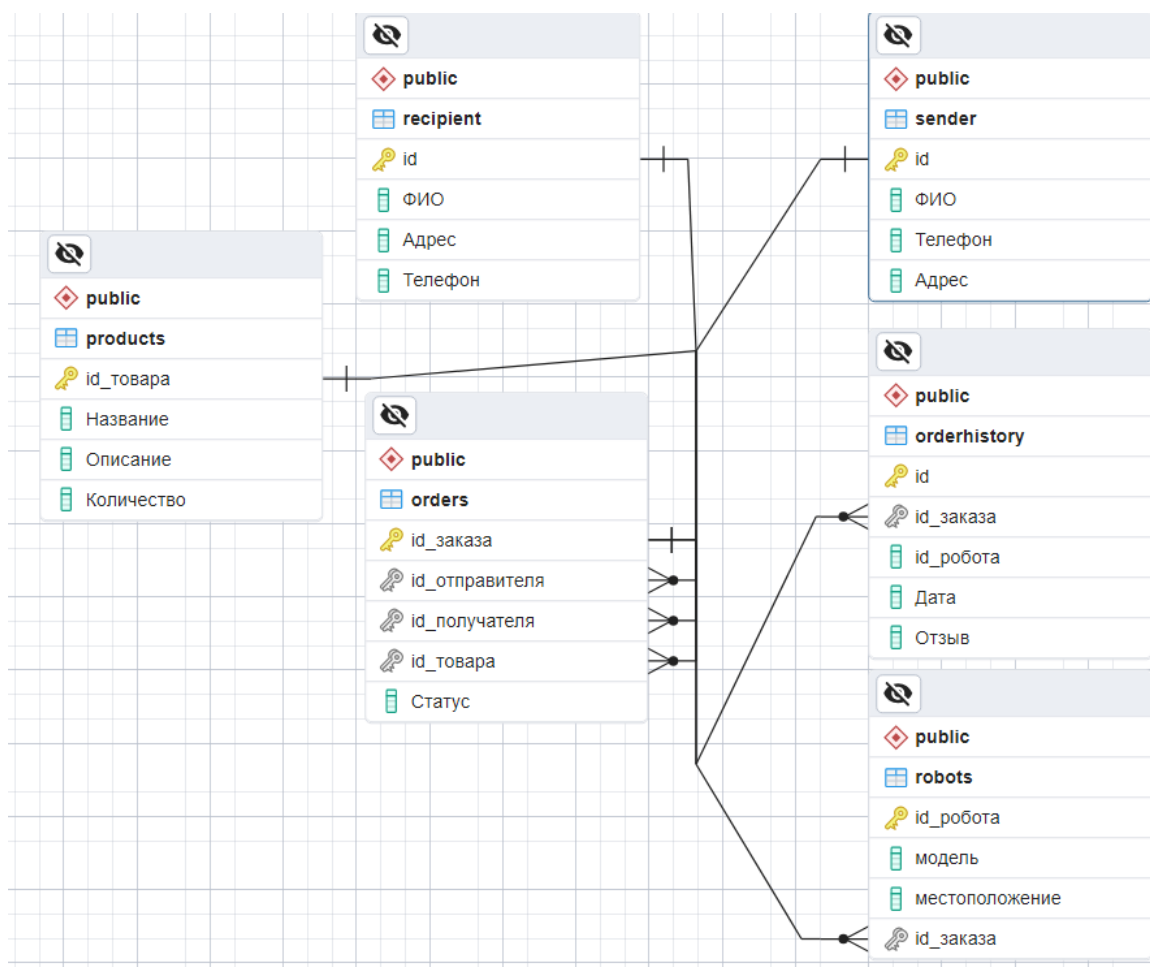 public
recipient
id
ФИО
Адрес
Телефон
public
sender
id
ФИО
Телефон
Адрес
public
products
id_товара
Название
Описание
Количество
public
orders
id_заказа
id_отправителя
id_получателя
id_товара
Статус
public
orderhistory
id
id_заказа
id_робота
Дата
Отзыв
public
robots
id_робота
модель
местоположение
id_заказа